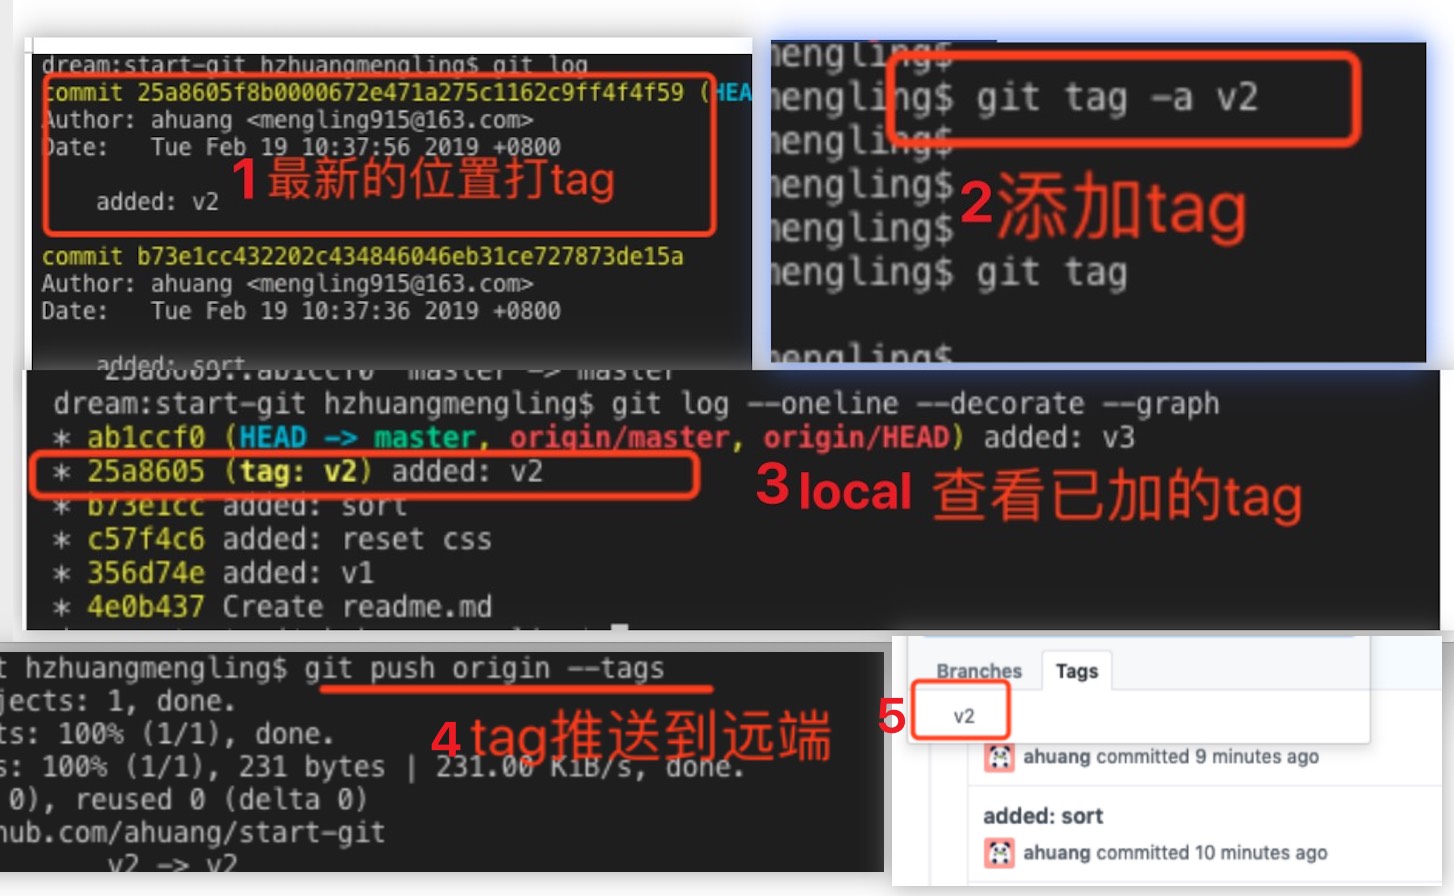 dream:start-git hzhuangmengling$ git log
commit 25a8605f8b0000672e471a275c1162c9ff4f4f59 (HEA
Author: ahuang <mengling915@163.com>
Date:   Tue Feb 19 10:37:56 2019 +0800
1 最新的位置打tag
added: v2
commit b73e1cc432202c434846046eb31ce727873de15a
Author: ahuang <mengling915@163.com>
Date:   Tue Feb 19 10:37:36 2019 +0800
added: sort
mengling$
mengling$ git tag -a v2
mengling$
mengling$
2 添加tag
mengling$
mengling$ git tag
mengling$
25a8605..ab1ccf0  master -> master
dream:start-git hzhuangmengling$ git log --oneline --decorate --graph
* ab1ccf0 (HEAD -> master, origin/master, origin/HEAD) added: v3
* 25a8605 (tag: v2) added: v2
3 local 查看已加的tag
* b73e1cc added: sort
* c57f4c6 added: reset css
* 356d74e added: v1
* 4e0b437 Create readme.md
t hzhuangmengling$ git push origin --tags
jects: 1, done.
ts: 100% (1/1), done.
4 tag推送到远端
s: 100% (1/1), 231 bytes | 231.00 KiB/s, done.
0), reused 0 (delta 0)
hub.com/ahuang/start-git
v2 -> v2
Branches Tags
5
v2
ahuang committed 9 minutes ago
added: sort
ahuang committed 10 minutes ago